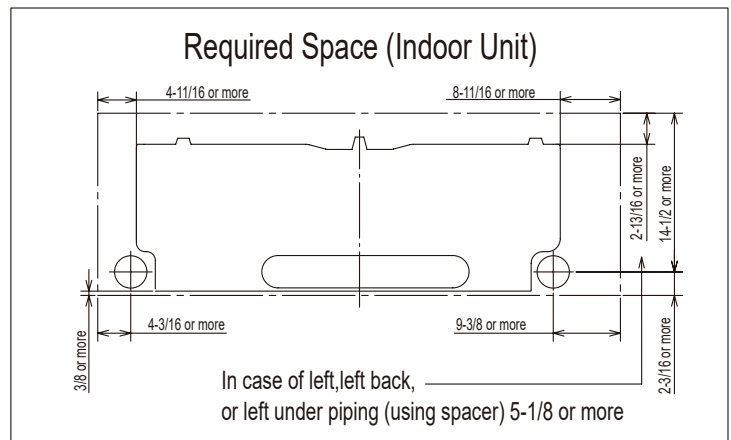 Required Space (Indoor Unit)
4-11/16 or more
8-11/16 or more
2-13/16 or more
14-1/2 or more
4-3/16 or more
9-3/8 or more
3/8 or more
2-3/16 or more
In case of left,left back,
or left under piping (using spacer) 5-1/8 or more